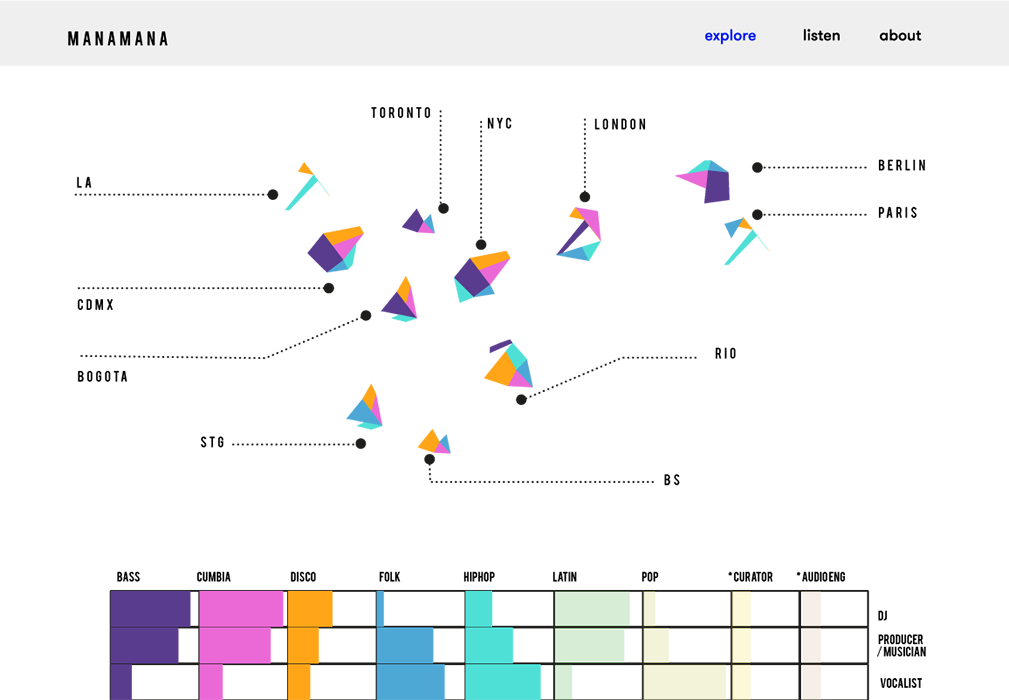 MANAMANA
explore
listen
about
TORONTO
NYC
LONDON
BERLIN
LA
PARIS
CDMX
RIO
BOGOTA
STG
BS
BASS
CUMBIA
DISCO
FOLK
HIPHOP
LATIN
POP
*CURATOR
*AUDIOENG
DJ
PRODUCER
/MUSICIAN
VOCALIST